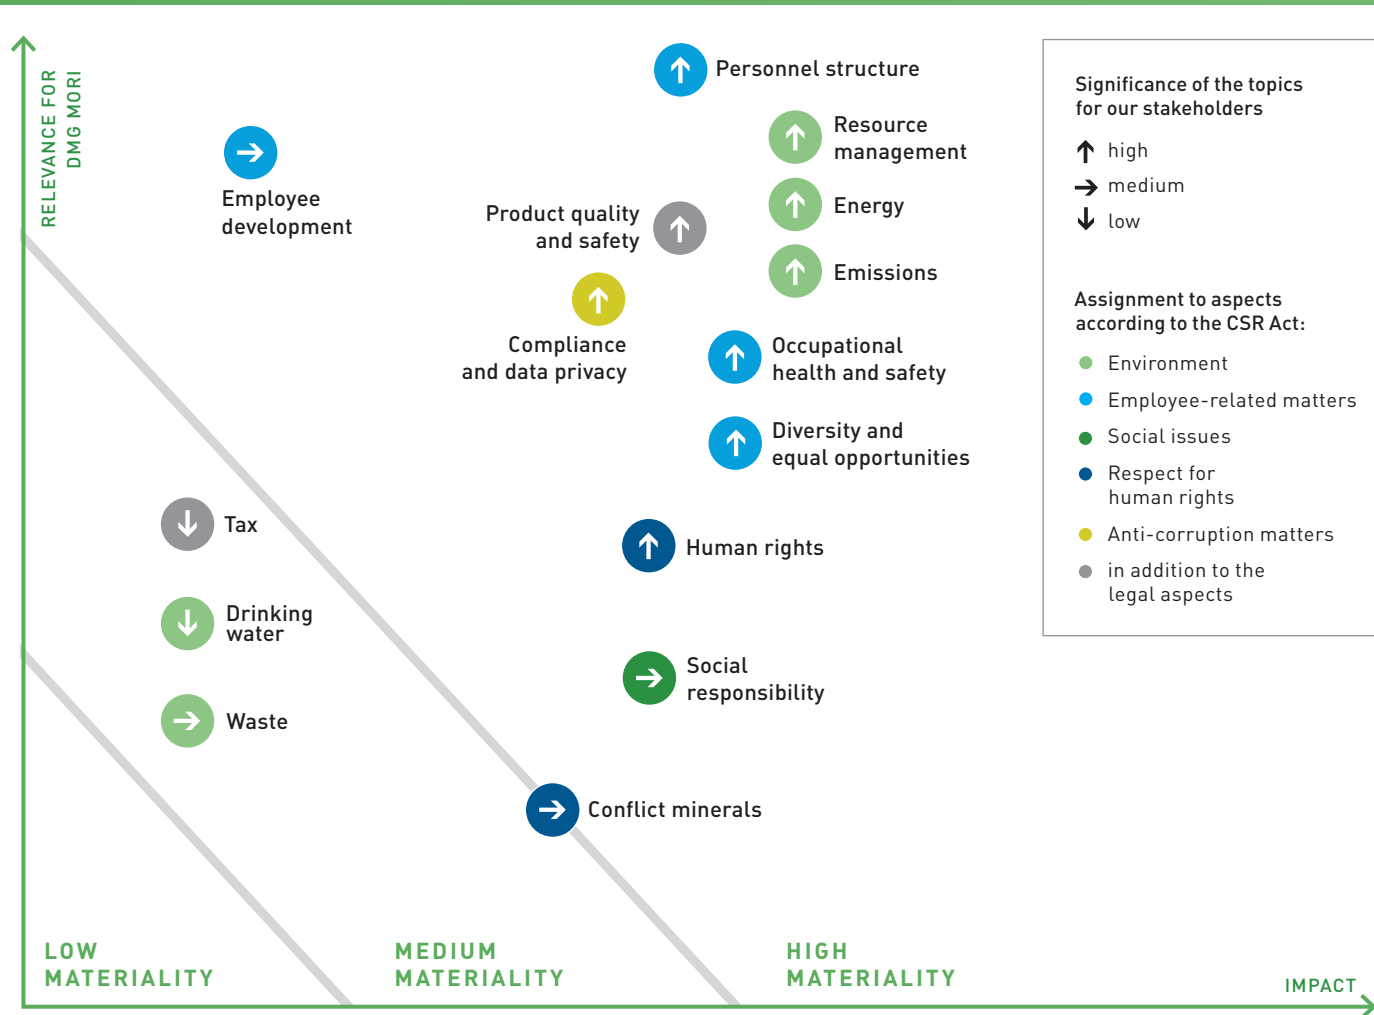 RELEVANCE FOR
DMG MORI
Personnel structure
Resource
management
Employee
development
Product quality
and safety
Energy
Emissions
Compliance
and data privacy
Occupational
health and safety
Diversity and
equal opportunities
Tax
Human rights
Drinking
water
Social
responsibility
Waste
Conflict minerals
LOW
MATERIALITY
MEDIUM
MATERIALITY
HIGH
MATERIALITY
IMPACT
Significance of the topics
for our stakeholders
high
medium
low
Assignment to aspects
according to the CSR Act:
Environment
Employee-related matters
Social issues
Respect for
human rights
Anti-corruption matters
in addition to the
legal aspects